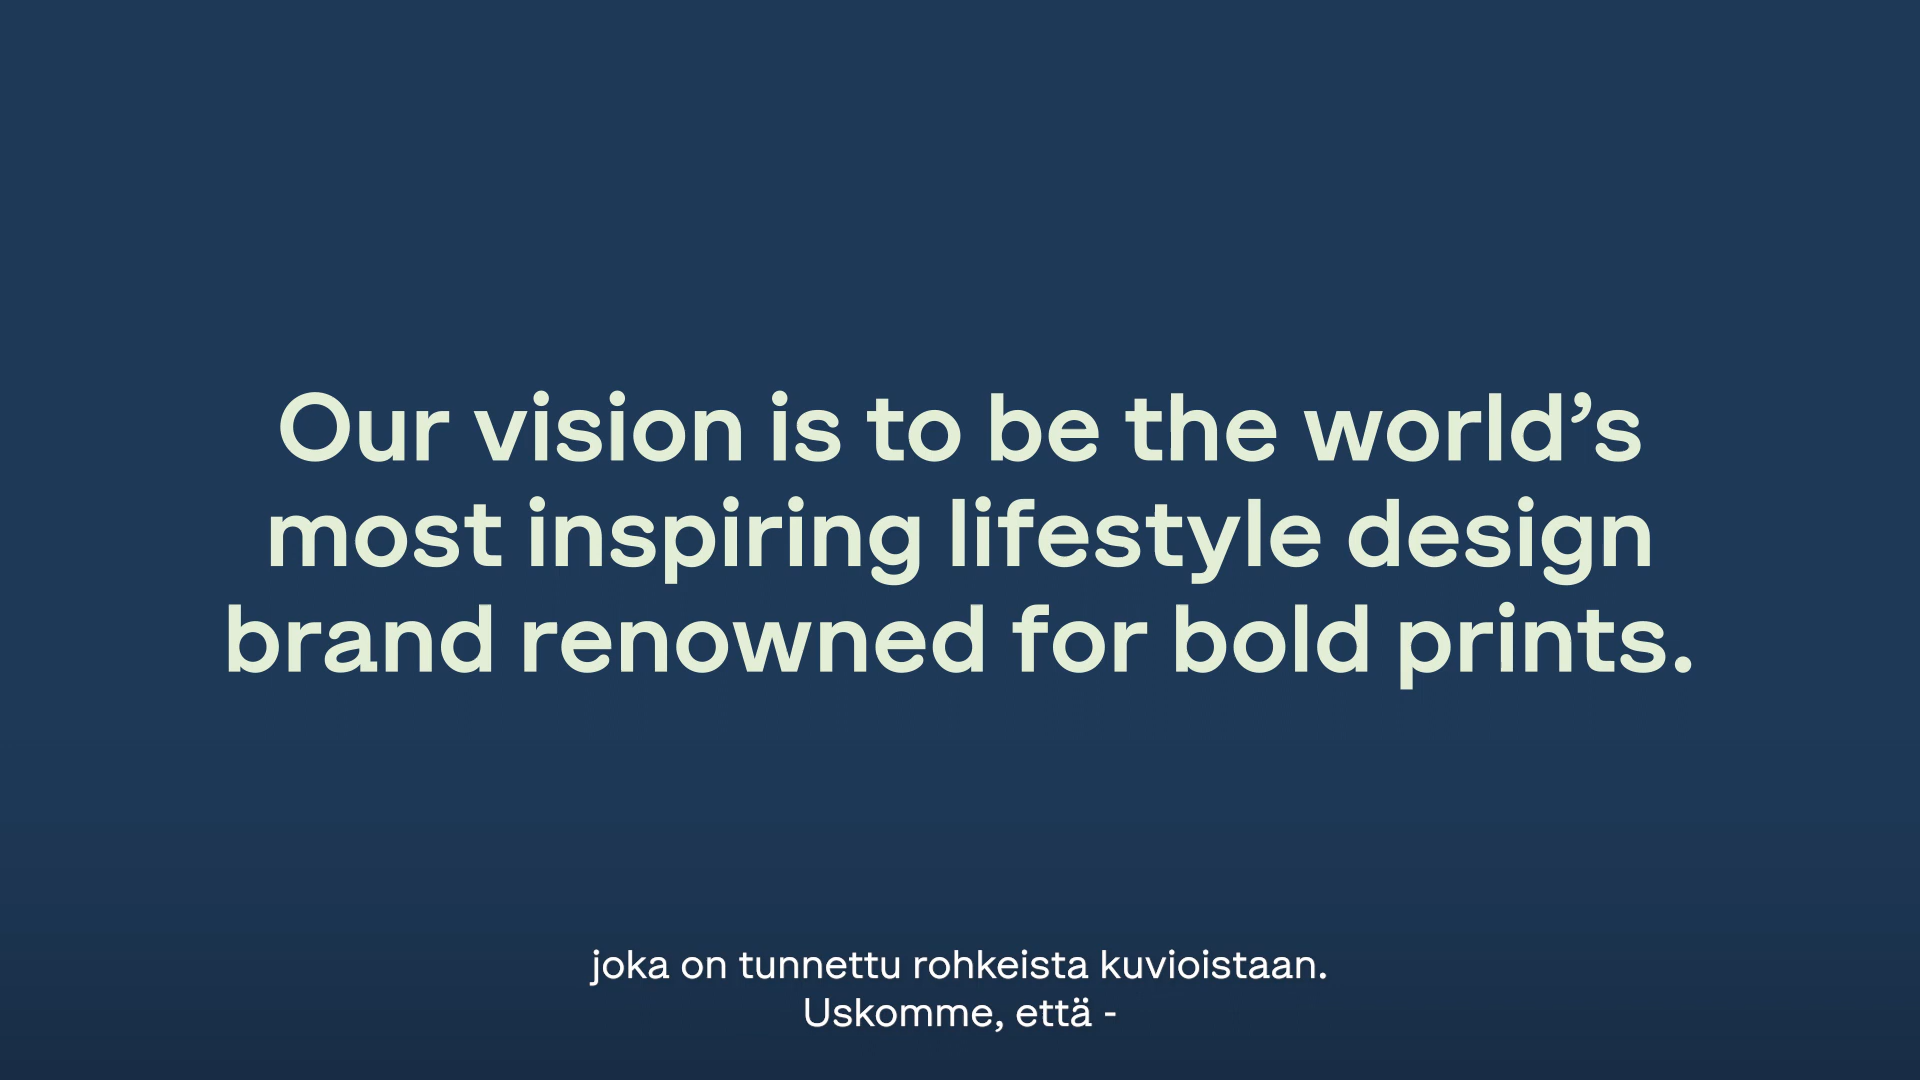 Our vision is to be the world’s
most inspiring lifestyle design
brand renowned for bold prints.
joka on tunnettu rohkeista kuvioistaan.
Uskomme, että -